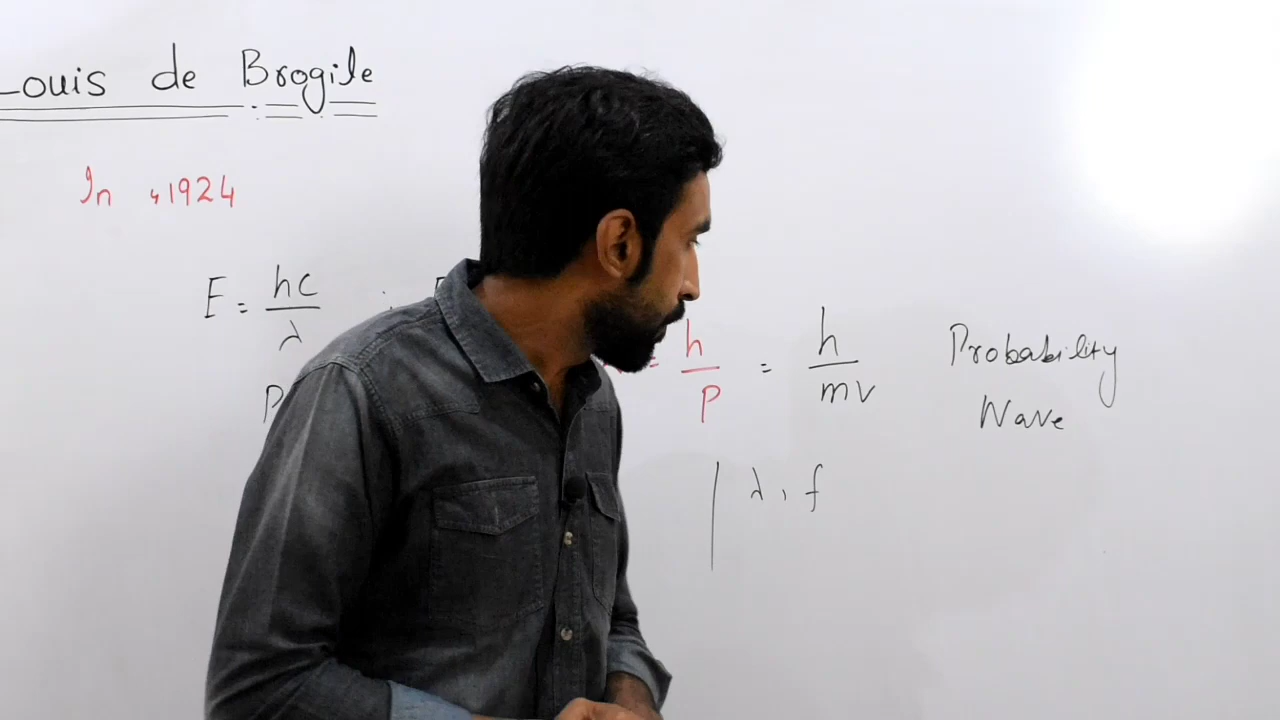 Louis de Brogile
In , 1924
E = hc / λ
P
= h / p = h / mv
Probability
Wave
λ , f